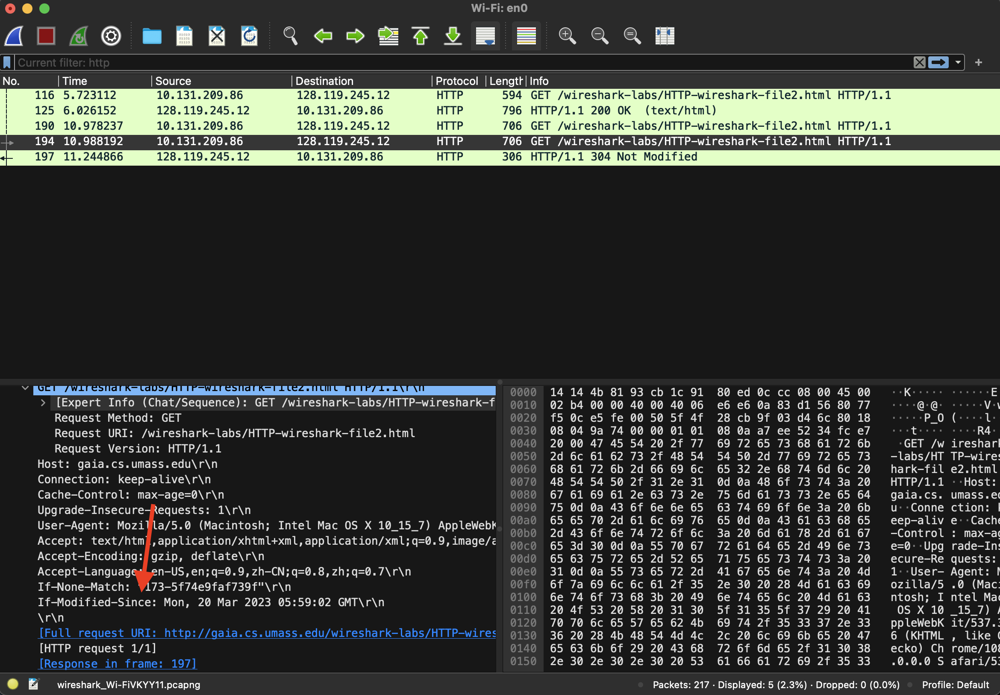 Wi-Fi: en0
Current filter: http
No. Time Source Destination Protocol Length Info
116 5.723112 10.131.209.86 128.119.245.12 HTTP 594 GET /wireshark-labs/HTTP-wireshark-file2.html HTTP/1.1
125 6.026152 128.119.245.12 10.131.209.86 HTTP 796 HTTP/1.1 200 OK (text/html)
190 10.978237 10.131.209.86 128.119.245.12 HTTP 706 GET /wireshark-labs/HTTP-wireshark-file2.html HTTP/1.1
194 10.988192 10.131.209.86 128.119.245.12 HTTP 706 GET /wireshark-labs/HTTP-wireshark-file2.html HTTP/1.1
197 11.244866 128.119.245.12 10.131.209.86 HTTP 306 HTTP/1.1 304 Not Modified
GET /wireshark-labs/HTTP-wireshark-file2.html HTTP/1.1\r\n
[Expert Info (Chat/Sequence): GET /wireshark-labs/HTTP-wireshark-f
Request Method: GET
Request URI: /wireshark-labs/HTTP-wireshark-file2.html
Request Version: HTTP/1.1
Host: gaia.cs.umass.edu\r\n
Connection: keep-alive\r\n
Cache-Control: max-age=0\r\n
Upgrade-Insecure-Requests: 1\r\n
User-Agent: Mozilla/5.0 (Macintosh; Intel Mac OS X 10_15_7) AppleWebK
Accept: text/html,application/xhtml+xml,application/xml;q=0.9,image/a
Accept-Encoding: gzip, deflate\r\n
Accept-Language: en-US,en;q=0.9,zh-CN;q=0.8,zh;q=0.7\r\n
If-None-Match: "173-5f74e9faf739f"\r\n
If-Modified-Since: Mon, 20 Mar 2023 05:59:02 GMT\r\n
\r\n
[Full request URI: http://gaia.cs.umass.edu/wireshark-labs/HTTP-wires
[HTTP request 1/1]
[Response in frame: 197]
0000 14 14 4b 81 93 cb 1c 91 80 ed 0c cc 08 00 45 00 ··K····· ······E
0010 02 b4 00 00 40 00 40 06 e6 e6 0a 83 d1 56 80 77 ····@·@· ·····V·w
0020 f5 0c e5 fe 00 50 5f 4f 28 cb 9f 03 d4 6c 80 18 ·····P_O (····l·
0030 08 04 9a 74 00 00 01 01 08 0a a7 ee 52 34 fc e7 ···t···· ····R4·
0040 20 00 47 45 54 20 2f 77 69 72 65 73 68 61 72 6b ·GET /w ireshark
0050 2d 6c 61 62 73 2f 48 54 54 50 2d 77 69 72 65 73 -labs/HT TP-wires
0060 68 61 72 6b 2d 66 69 6c 65 32 2e 68 74 6d 6c 20 hark-fil e2.html
0070 48 54 54 50 2f 31 2e 31 0d 0a 48 6f 73 74 3a 20 HTTP/1.1 ··Host:
0080 67 61 69 61 2e 63 73 2e 75 6d 61 73 73 2e 65 64 gaia.cs. umass.ed
0090 75 0d 0a 43 6f 6e 6e 65 63 74 69 6f 6e 3a 20 6b u··Conne ction: k
00a0 65 65 70 2d 61 6c 69 76 65 0d 0a 43 61 63 68 65 eep-aliv e··Cache
00b0 2d 43 6f 6e 74 72 6f 6c 3a 20 6d 61 78 2d 61 67 -Control : max-ag
00c0 65 3d 30 0d 0a 55 70 67 72 61 64 65 2d 49 6e 73 e=0··Upg rade-Ins
00d0 65 63 75 72 65 2d 52 65 71 75 65 73 74 73 3a 20 ecure-Re quests:
00e0 31 0d 0a 55 73 65 72 2d 41 67 65 6e 74 3a 20 4d 1··User- Agent: M
00f0 6f 7a 69 6c 6c 61 2f 35 2e 30 20 28 4d 61 63 69 ozilla/5 .0 (Maci
0100 6e 74 6f 73 68 3b 20 49 6e 74 65 6c 20 4d 61 63 ntosh; I ntel Mac
0110 20 4f 53 20 58 20 31 30 5f 31 35 5f 37 29 20 41 OS X 10 _15_7) A
0120 70 70 6c 65 57 65 62 4b 69 74 2f 35 33 37 2e 33 ppleWebK it/537.3
0130 36 20 28 4b 48 54 4d 4c 2c 20 6c 69 6b 65 20 47 6 (KHTML , like G
0140 65 63 6b 6f 29 20 43 68 72 6f 6d 65 2f 31 30 38 ecko) Ch rome/108
0150 2e 30 2e 30 2e 30 20 53 61 66 61 72 69 2f 35 33 .0.0.0 S afari/53
wireshark_Wi-FiVKYY11.pcapng
Packets: 217 · Displayed: 5 (2.3%) · Dropped: 0 (0.0%)
Profile: Default